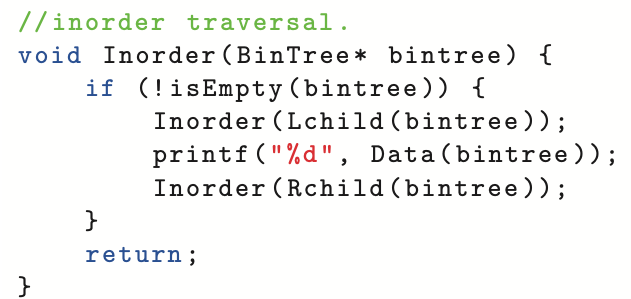 //inorder traversal.
void Inorder(BinTree* bintree) {
    if (!isEmpty(bintree)) {
        Inorder(Lchild(bintree));
        printf("%d", Data(bintree));
        Inorder(Rchild(bintree));
    }
    return;
}